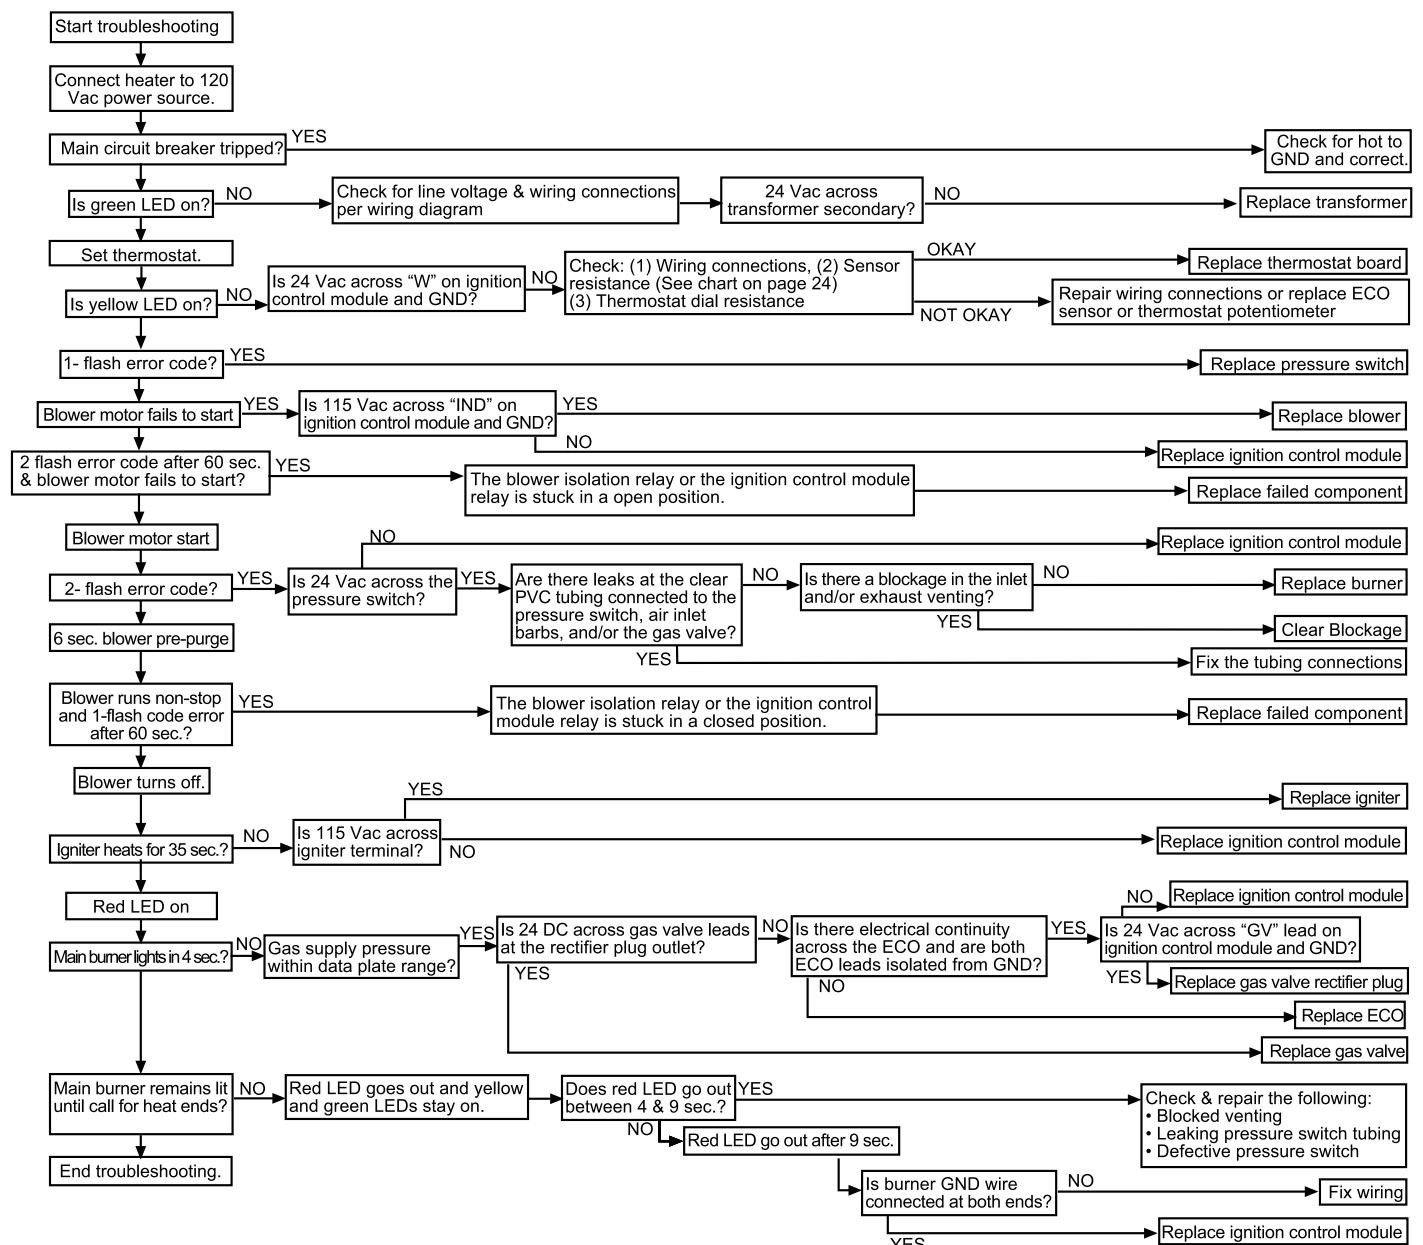 Start troubleshooting
Connect heater to 120
Vac power source.
Main circuit breaker tripped?
YES
Check for hot to
GND and correct.
Is green LED on?
NO
Check for line voltage & wiring connections
per wiring diagram
24 Vac across
transformer secondary?
NO
Replace transformer
Set thermostat.
Is yellow LED on?
NO
Is 24 Vac across “W” on ignition
control module and GND?
NO
Check: (1) Wiring connections, (2) Sensor
resistance (See chart on page 24)
(3) Thermostat dial resistance
OKAY
Replace thermostat board
NOT OKAY
Repair wiring connections or replace ECO
sensor or thermostat potentiometer
1- flash error code?
YES
Replace pressure switch
Blower motor fails to start
YES
Is 115 Vac across “IND” on
ignition control module and GND?
YES
Replace blower
NO
Replace ignition control module
2 flash error code after 60 sec.
& blower motor fails to start?
YES
The blower isolation relay or the ignition control module
relay is stuck in a open position.
Replace failed component
Blower motor start
2- flash error code?
YES
Is 24 Vac across the
pressure switch?
NO
Replace ignition control module
YES
Are there leaks at the clear
PVC tubing connected to the
pressure switch, air inlet
barbs, and/or the gas valve?
NO
Is there a blockage in the inlet
and/or exhaust venting?
NO
Replace burner
YES
Clear Blockage
YES
Fix the tubing connections
6 sec. blower pre-purge
Blower runs non-stop
and 1-flash code error
after 60 sec.?
YES
The blower isolation relay or the ignition control
module relay is stuck in a closed position.
Replace failed component
Blower turns off.
Igniter heats for 35 sec.?
NO
Is 115 Vac across
igniter terminal?
YES
Replace igniter
NO
Replace ignition control module
Red LED on
Main burner lights in 4 sec.?
NO
Gas supply pressure
within data plate range?
YES
Is 24 DC across gas valve leads
at the rectifier plug outlet?
NO
Is there electrical continuity
across the ECO and are both
ECO leads isolated from GND?
YES
Is 24 Vac across “GV” lead on
ignition control module and GND?
NO
Replace ignition control module
YES
Replace gas valve rectifier plug
NO
Replace ECO
YES
Replace gas valve
Main burner remains lit
until call for heat ends?
NO
Red LED goes out and yellow
and green LEDs stay on.
Does red LED go out
between 4 & 9 sec.?
YES
Check & repair the following:
• Blocked venting
• Leaking pressure switch tubing
• Defective pressure switch
NO
Red LED go out after 9 sec.
Is burner GND wire
connected at both ends?
NO
Fix wiring
YES
Replace ignition control module
End troubleshooting.